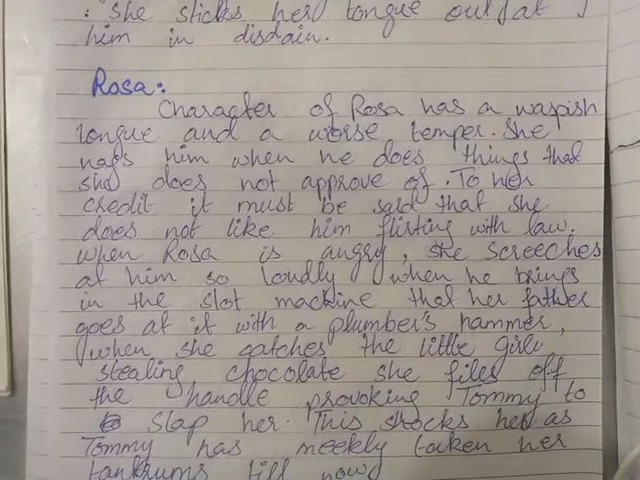 : She sticks her tongue out at
him in disdain.
Rosa:
Character of Rosa has a waspish
tongue and a worse temper. She
nags him when he does things that
she does not approve of. To her
credit it must be said that she
does not like him flirting with law.
when Rosa is angry, she screeches
at him so loudly when he brings
in the slot machine that her father
goes at it with a plumber's hammer,
when she catches the little girl
stealing chocolate she files off
the handle provoking Tommy to
slap her. This shocks her as
Tommy has meekly taken her
tantrums till now